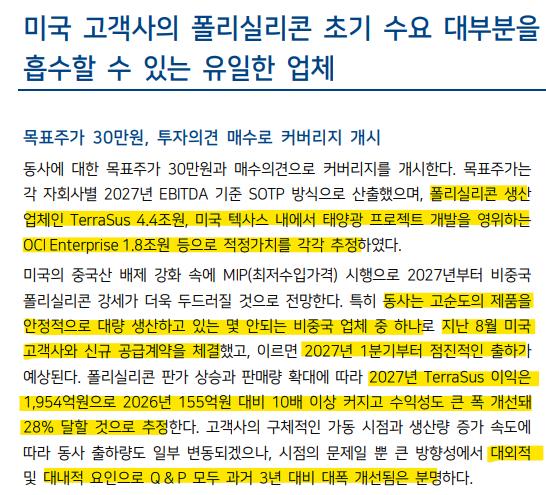 미국 고객사의 폴리실리콘 초기 수요 대부분을
흡수할 수 있는 유일한 업체
목표주가 30만원, 투자의견 매수로 커버리지 개시
동사에 대한 목표주가 30만원과 매수의견으로 커버리지를 개시한다. 목표주가는
각 자회사별 2027년 EBITDA 기준 SOTP 방식으로 산출했으며, 폴리실리콘 생산
업체인 TerraSus 4.4조원, 미국 텍사스 내에서 태양광 프로젝트 개발을 영위하는
OCI Enterprise 1.8조원 등으로 적정가치를 각각 추정하였다.
미국의 중국산 배제 강화 속에 MIP(최저수입가격) 시행으로 2027년부터 비중국
폴리실리콘 강세가 더욱 두드러질 것으로 전망한다. 특히 동사는 고순도의 제품을
안정적으로 대량 생산하고 있는 몇 안되는 비중국 업체 중 하나로 지난 8월 미국
고객사와 신규 공급계약을 체결했고, 이르면 2027년 1분기부터 점진적인 출하가
예상된다. 폴리실리콘 판가 상승과 판매량 확대에 따라 2027년 TerraSus 이익은
1,954억원으로 2026년 155억원 대비 10배 이상 커지고 수익성도 큰 폭 개선돼
28% 달할 것으로 추정한다. 고객사의 구체적인 가동 시점과 생산량 증가 속도에
따라 동사 출하량도 일부 변동되겠으나, 시점의 문제일 뿐 큰 방향성에서 대외적
및 대내적 요인으로 Q & P 모두 과거 3년 대비 대폭 개선됨은 분명하다.